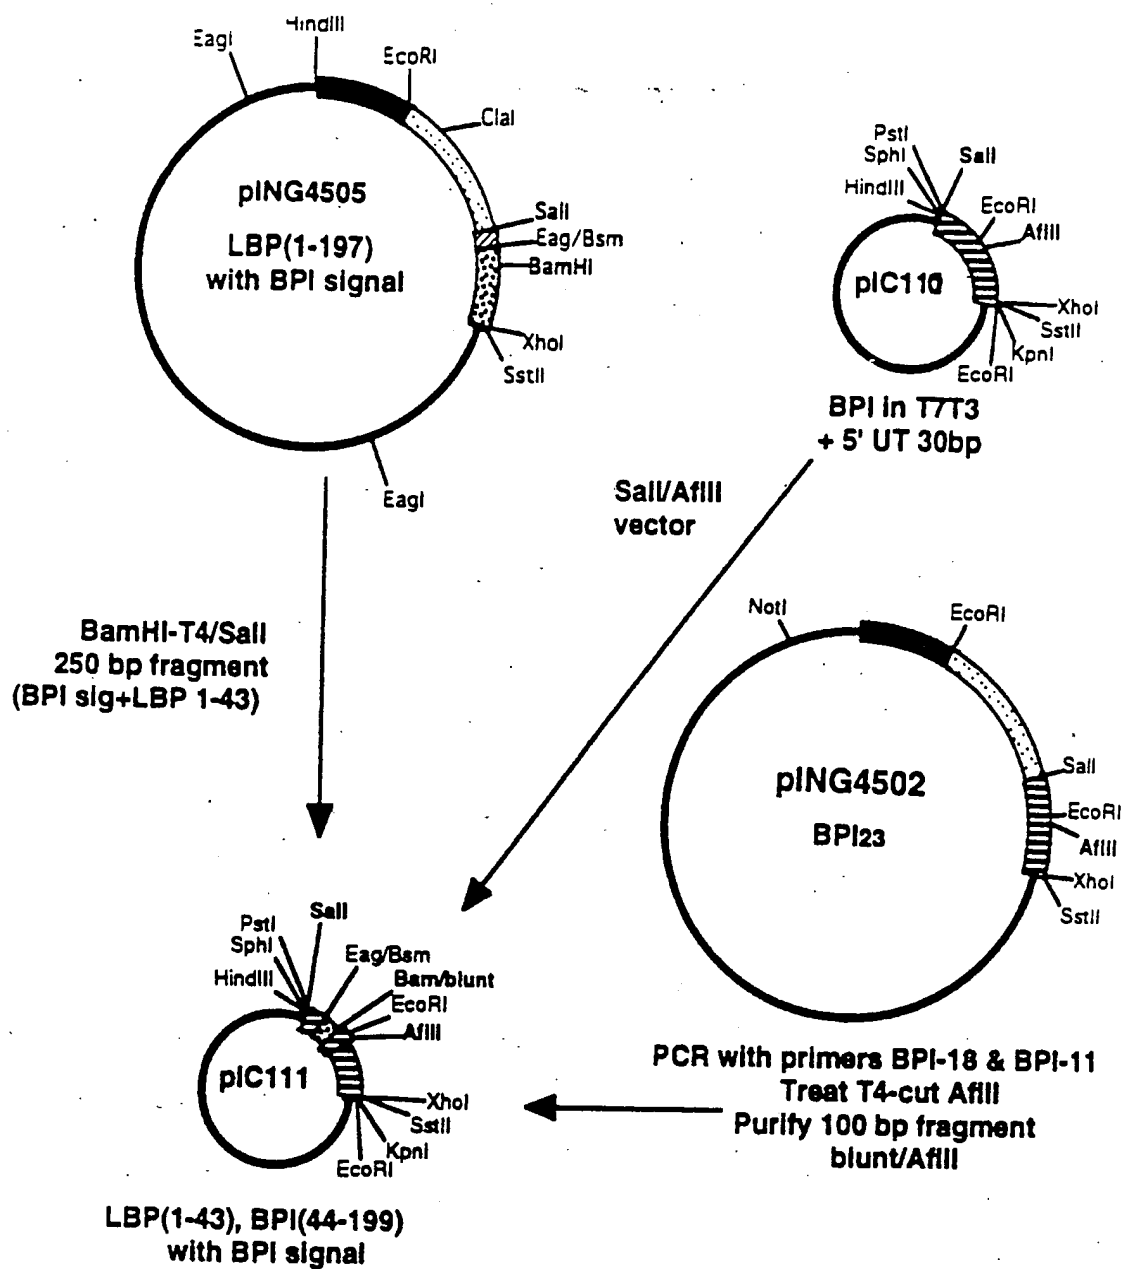 HindIII
EagI
EcoRI
ClaI
pING4505
LBP(1-197)
with BPI signal
SalI
Eag/Bsm
BamHI
XhoI
SstII
EagI
PstI
SphI
SalI
HindIII
EcoRI
AflII
pIC110
XhoI
SstII
KpnI
EcoRI
BPI in T7T3
+ 5' UT 30bp
SalI/AflII
vector
BamHI-T4/SalI
250 bp fragment
(BPI sig+LBP 1-43)
NotI
EcoRI
pING4502
BPI23
SalI
EcoRI
AflII
XhoI
SstII
PstI
SalI
SphI
Eag/Bsm
HindIII
Bam/blunt
EcoRI
AflII
pIC111
XhoI
SstII
KpnI
EcoRI
PCR with primers BPI-18 & BPI-11
Treat T4-cut AflII
Purify 100 bp fragment
blunt/AflII
LBP(1-43), BPI(44-199)
with BPI signal